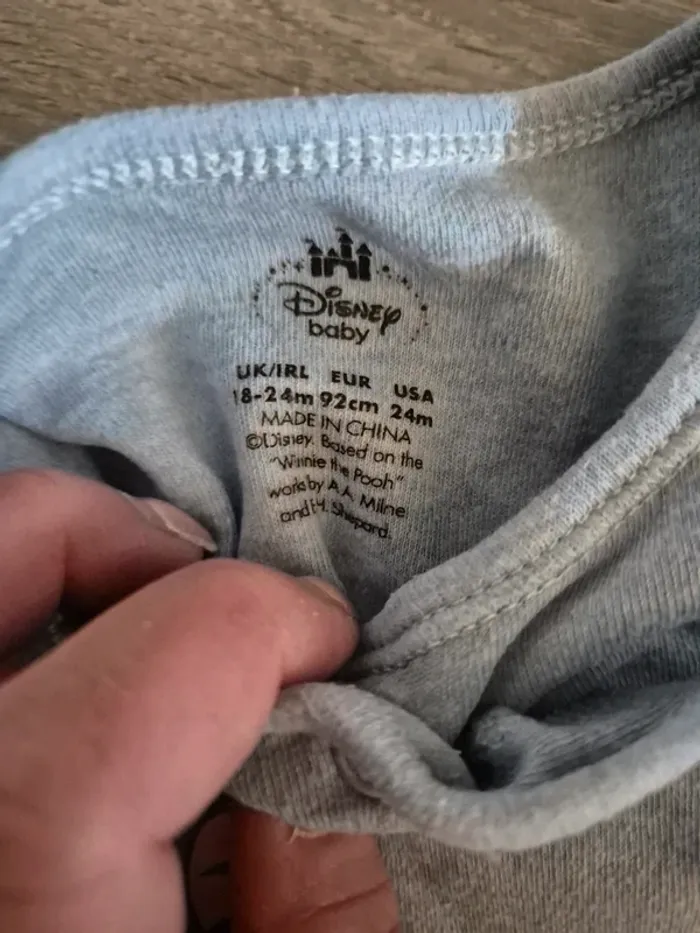 Disney
baby
UK/IRL EUR USA
18-24m 92cm 24m
MADE IN CHINA
©Disney. Based on the
"Winnie the Pooh"
works by A.A. Milne
and E.H. Shepard.